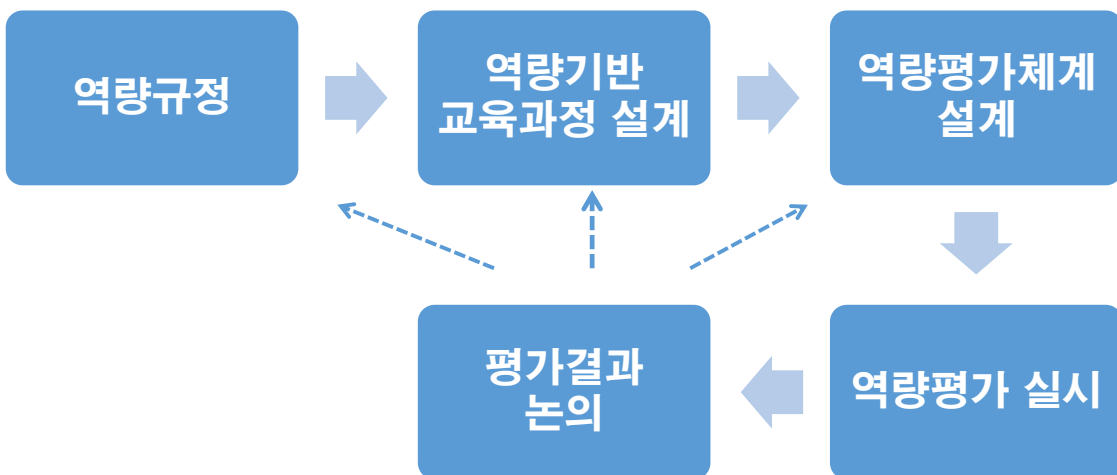 역량규정
역량기반
교육과정 설계
역량평가체계
설계
평가결과
논의
역량평가 실시